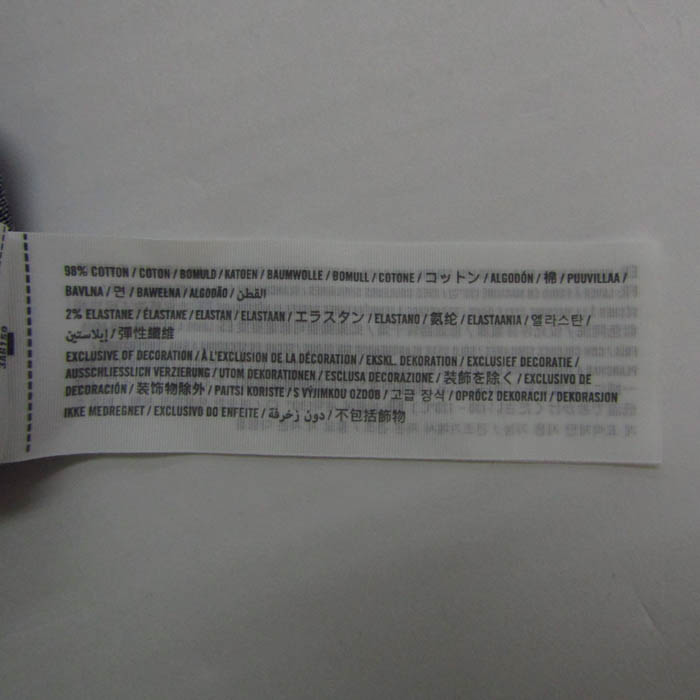 98% COTTON / COTON / BOMULD / KATOEN / BAUMWOLLE / BOMULL / COTONE / コットン / ALGODÓN / 棉 / PUUVILLAA /
BAVLNA / 면 / BAWEŁNA / ALGODÃO / القطن
2% ELASTANE / ÉLASTANE / ELASTAN / ELASTAAN / エラスタン / ELASTANO / 氨纶 / ELASTAANIA / 엘라스탄 /
إيلاستين / 彈性纖維
EXCLUSIVE OF DECORATION / À L'EXCLUSION DE LA DÉCORATION / EKSKL. DEKORATION / EXCLUSIEF DECORATIE /
AUSSCHLIESSLICH VERZIERUNG / UTOM DEKORATIONEN / ESCLUSA DECORAZIONE / 装飾を除く / EXCLUSIVO DE
DECORACIÓN / 装饰物除外 / PAITSI KORISTE / S VÝJIMKOU OZDOB / 고급 장식 / OPRÓCZ DEKORACJI / DEKORASJON
IKKE MEDREGNET / EXCLUSIVO DO ENFEITE / دون زخرفة / 不包括飾物